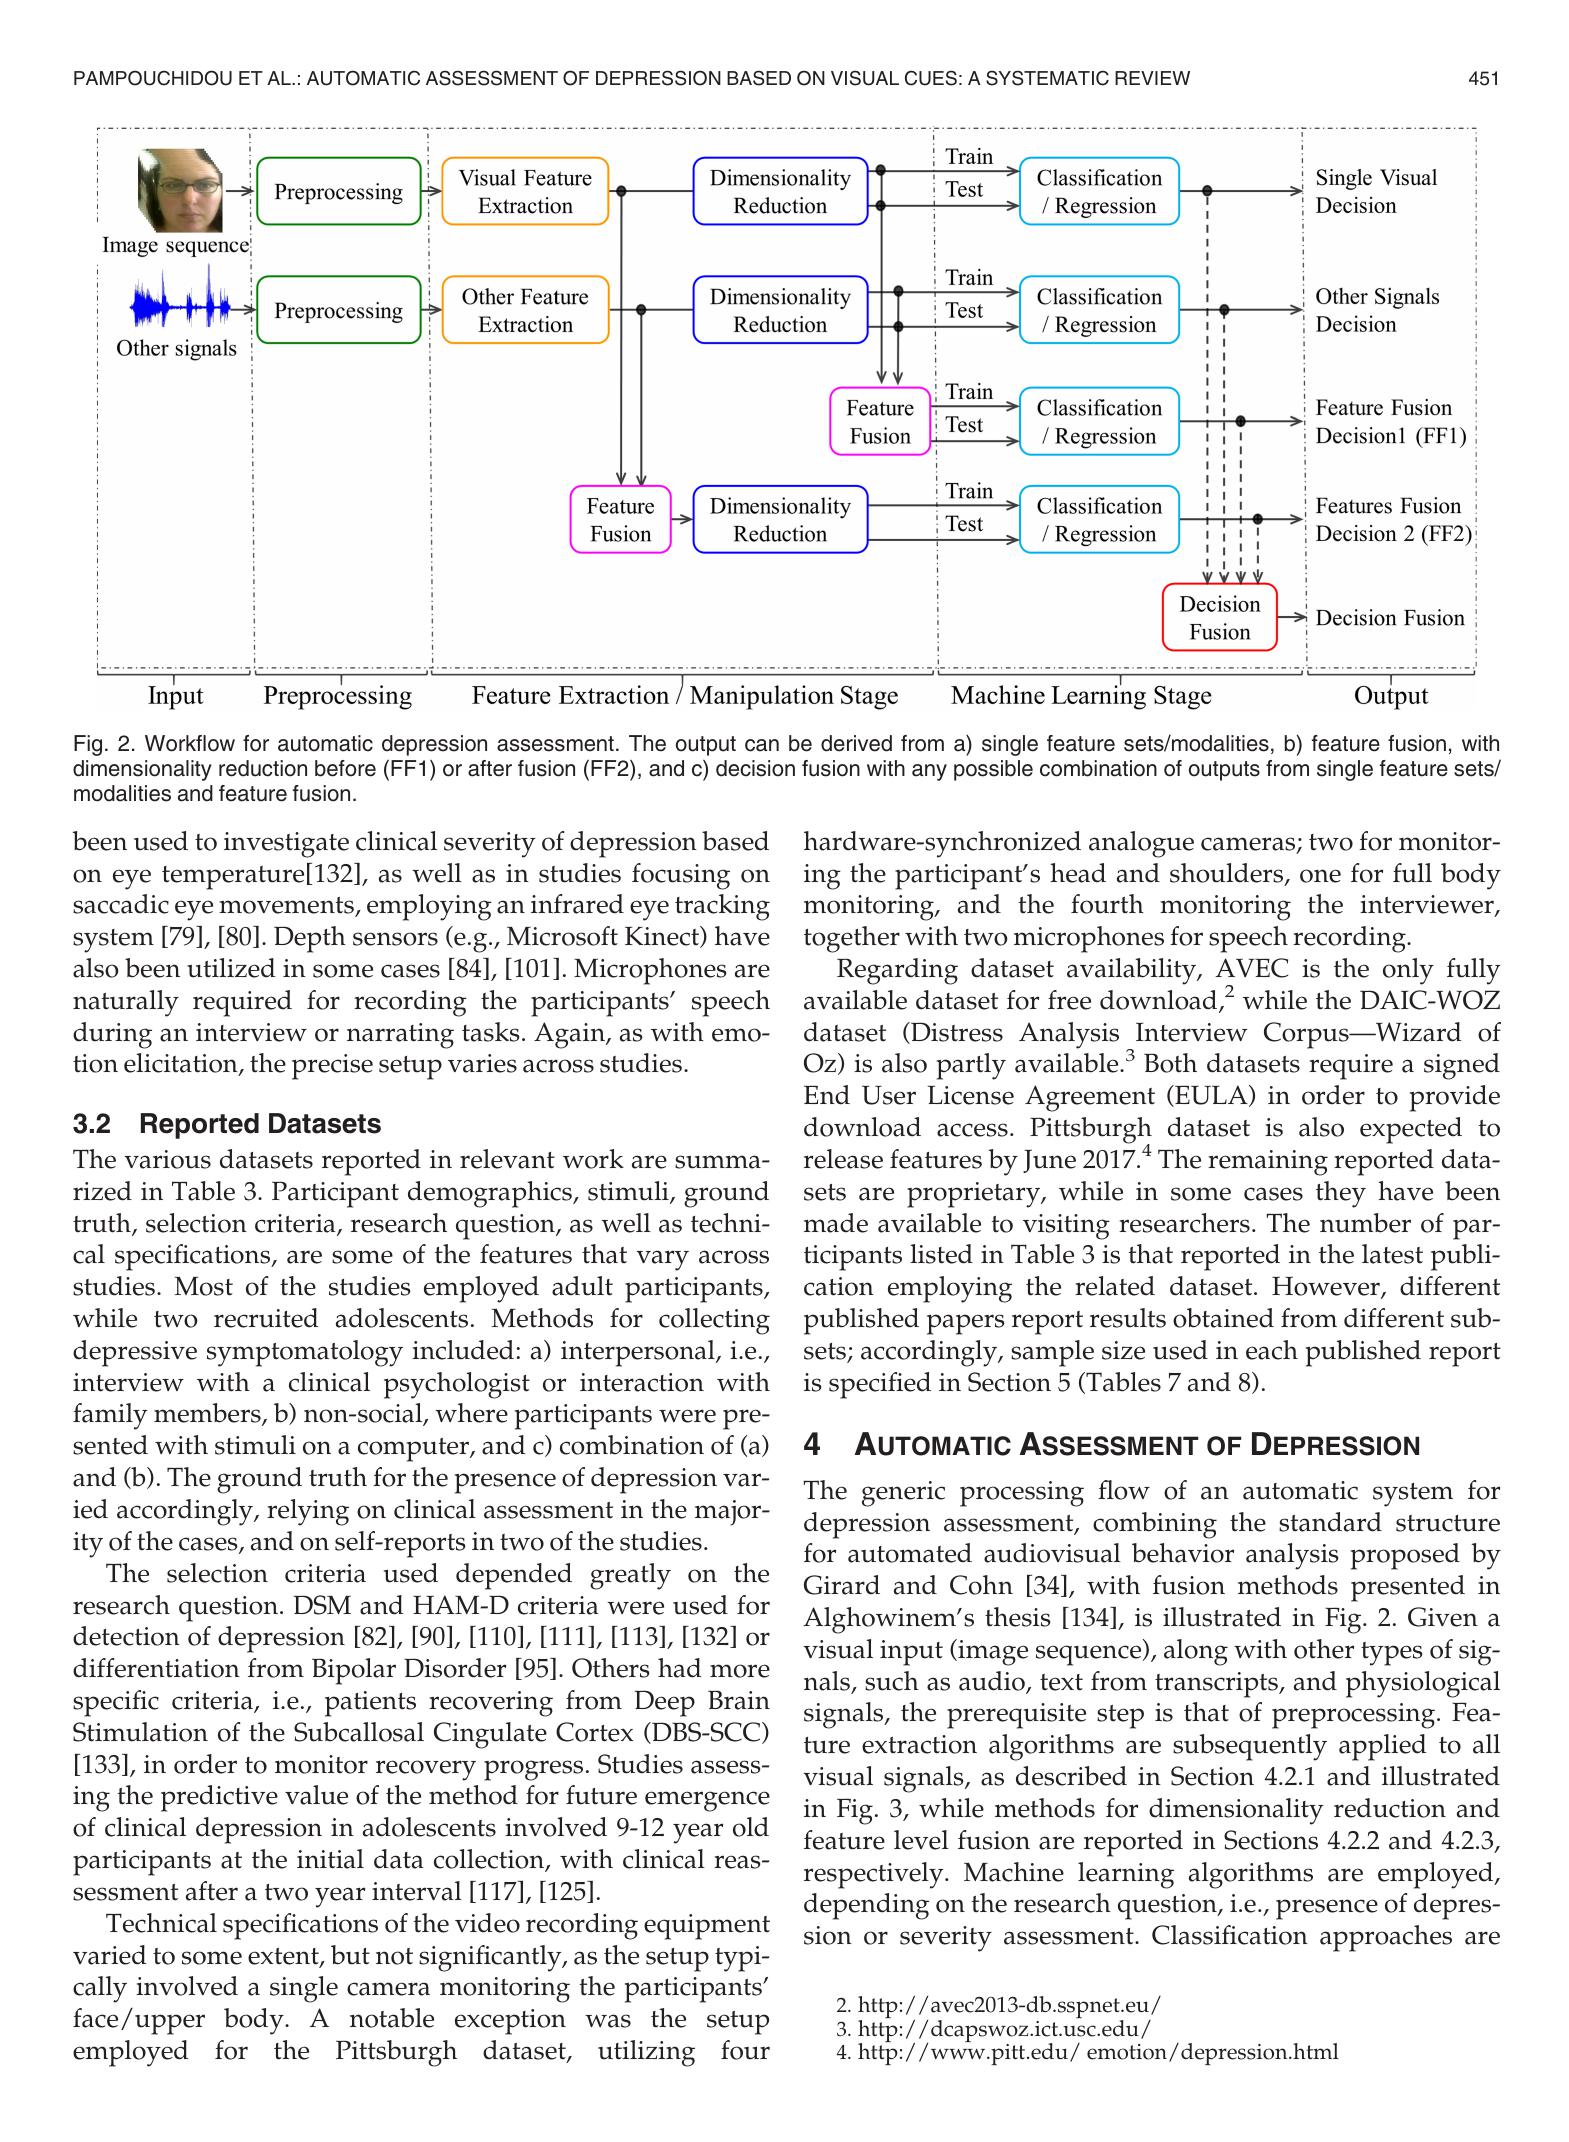 PAMPOUCHIDOU ET AL.: AUTOMATIC ASSESSMENT OF DEPRESSION BASED ON VISUAL CUES: A SYSTEMATIC REVIEW 451
Image sequence
Preprocessing
Visual Feature
Extraction
Dimensionality
Reduction
Train
Test
Classification
/ Regression
Single Visual
Decision
Other signals
Preprocessing
Other Feature
Extraction
Dimensionality
Reduction
Train
Test
Classification
/ Regression
Other Signals
Decision
Feature
Fusion
Train
Test
Classification
/ Regression
Feature Fusion
Decision1 (FF1)
Feature
Fusion
Dimensionality
Reduction
Train
Test
Classification
/ Regression
Features Fusion
Decision 2 (FF2)
Decision
Fusion
Decision Fusion
Input
Preprocessing
Feature Extraction / Manipulation Stage
Machine Learning Stage
Output
Fig. 2. Workflow for automatic depression assessment. The output can be derived from a) single feature sets/modalities, b) feature fusion, with
dimensionality reduction before (FF1) or after fusion (FF2), and c) decision fusion with any possible combination of outputs from single feature sets/
modalities and feature fusion.
been used to investigate clinical severity of depression based
on eye temperature[132], as well as in studies focusing on
saccadic eye movements, employing an infrared eye tracking
system [79], [80]. Depth sensors (e.g., Microsoft Kinect) have
also been utilized in some cases [84], [101]. Microphones are
naturally required for recording the participants' speech
during an interview or narrating tasks. Again, as with emo-
tion elicitation, the precise setup varies across studies.
3.2 Reported Datasets
The various datasets reported in relevant work are summa-
rized in Table 3. Participant demographics, stimuli, ground
truth, selection criteria, research question, as well as techni-
cal specifications, are some of the features that vary across
studies. Most of the studies employed adult participants,
while two recruited adolescents. Methods for collecting
depressive symptomatology included: a) interpersonal, i.e.,
interview with a clinical psychologist or interaction with
family members, b) non-social, where participants were pre-
sented with stimuli on a computer, and c) combination of (a)
and (b). The ground truth for the presence of depression var-
ied accordingly, relying on clinical assessment in the major-
ity of the cases, and on self-reports in two of the studies.
The selection criteria used depended greatly on the
research question. DSM and HAM-D criteria were used for
detection of depression [82], [90], [110], [111], [113], [132] or
differentiation from Bipolar Disorder [95]. Others had more
specific criteria, i.e., patients recovering from Deep Brain
Stimulation of the Subcallosal Cingulate Cortex (DBS-SCC)
[133], in order to monitor recovery progress. Studies assess-
ing the predictive value of the method for future emergence
of clinical depression in adolescents involved 9-12 year old
participants at the initial data collection, with clinical reas-
sessment after a two year interval [117], [125].
Technical specifications of the video recording equipment
varied to some extent, but not significantly, as the setup typi-
cally involved a single camera monitoring the participants'
face/upper body. A notable exception was the setup
employed for the Pittsburgh dataset, utilizing four
hardware-synchronized analogue cameras; two for monitor-
ing the participant's head and shoulders, one for full body
monitoring, and the fourth monitoring the interviewer,
together with two microphones for speech recording.
Regarding dataset availability, AVEC is the only fully
available dataset for free download,2 while the DAIC-WOZ
dataset (Distress Analysis Interview Corpus—Wizard of
Oz) is also partly available.3 Both datasets require a signed
End User License Agreement (EULA) in order to provide
download access. Pittsburgh dataset is also expected to
release features by June 2017.4 The remaining reported data-
sets are proprietary, while in some cases they have been
made available to visiting researchers. The number of par-
ticipants listed in Table 3 is that reported in the latest publi-
cation employing the related dataset. However, different
published papers report results obtained from different sub-
sets; accordingly, sample size used in each published report
is specified in Section 5 (Tables 7 and 8).
4 AUTOMATIC ASSESSMENT OF DEPRESSION
The generic processing flow of an automatic system for
depression assessment, combining the standard structure
for automated audiovisual behavior analysis proposed by
Girard and Cohn [34], with fusion methods presented in
Alghowinem's thesis [134], is illustrated in Fig. 2. Given a
visual input (image sequence), along with other types of sig-
nals, such as audio, text from transcripts, and physiological
signals, the prerequisite step is that of preprocessing. Fea-
ture extraction algorithms are subsequently applied to all
visual signals, as described in Section 4.2.1 and illustrated
in Fig. 3, while methods for dimensionality reduction and
feature level fusion are reported in Sections 4.2.2 and 4.2.3,
respectively. Machine learning algorithms are employed,
depending on the research question, i.e., presence of depres-
sion or severity assessment. Classification approaches are
2. http://avec2013-db.sspnet.eu/
3. http://dcapswoz.ict.usc.edu/
4. http://www.pitt.edu/ emotion/depression.html